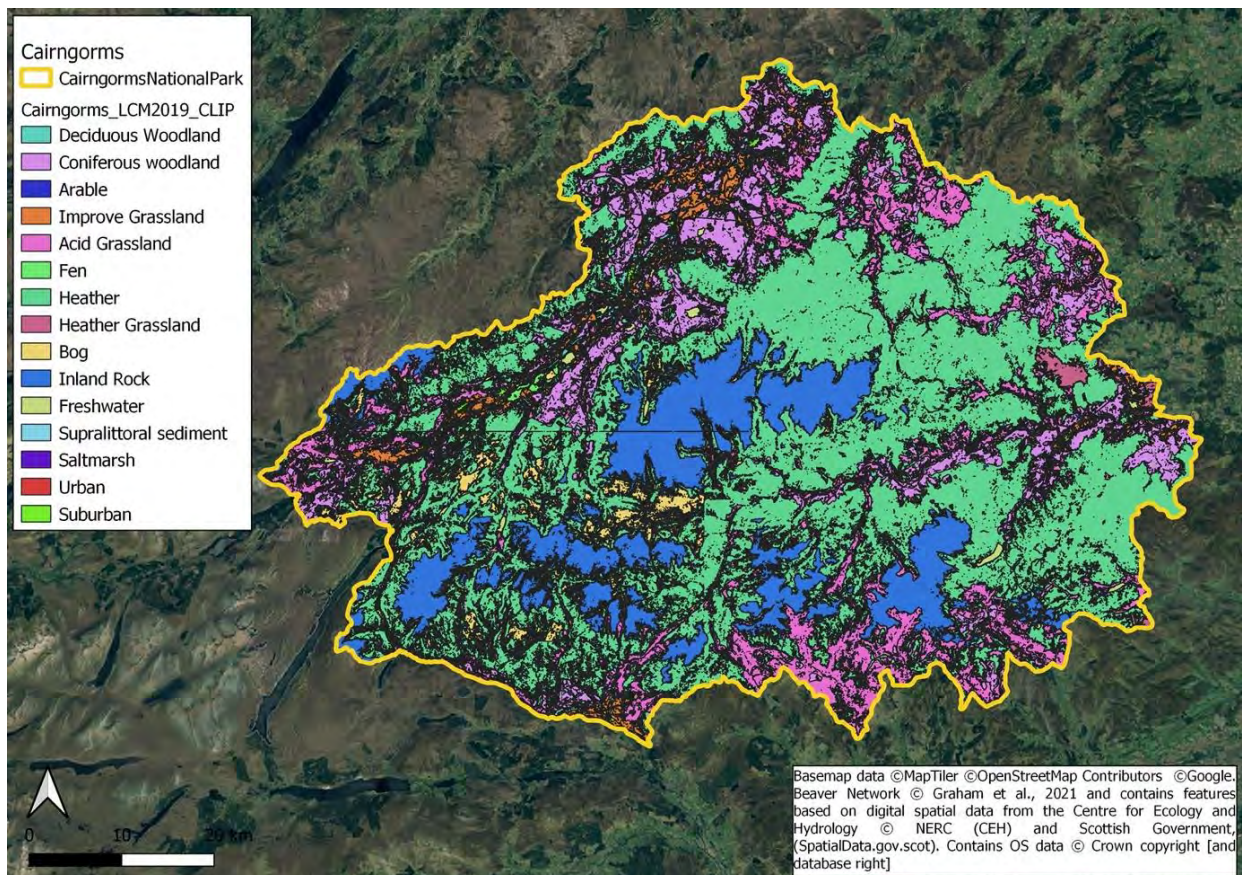 Cairngorms
CairngormsNationalPark
Cairngorms_LCM2019_CLIP
Deciduous Woodland
Coniferous woodland
Arable
Improve Grassland
Acid Grassland
Fen
Heather
Heather Grassland
Bog
Inland Rock
Freshwater
Supralittoral sediment
Saltmarsh
Urban
Suburban
0 10 20 km
Basemap data ©MapTiler ©OpenStreetMap Contributors ©Google.
Beaver Network © Graham et al., 2021 and contains features
based on digital spatial data from the Centre for Ecology and
Hydrology © NERC (CEH) and Scottish Government,
(SpatialData.gov.scot). Contains OS data © Crown copyright [and
database right]